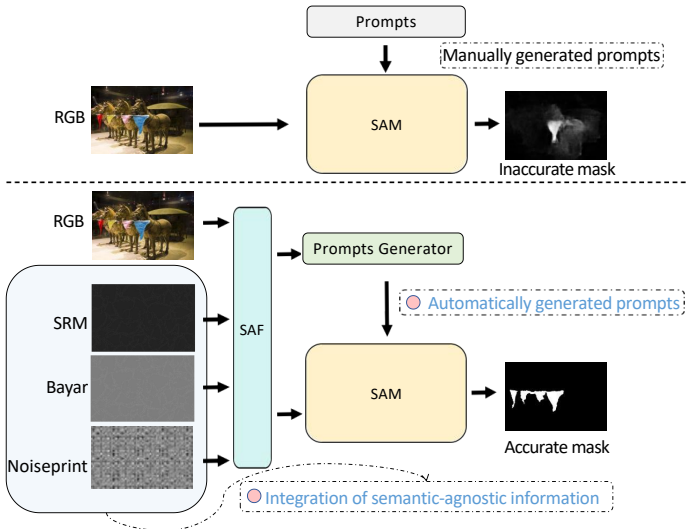 Prompts
Manually generated prompts
RGB
SAM
Inaccurate mask
RGB
Prompts Generator
Automatically generated prompts
SRM
SAF
Bayar
SAM
Accurate mask
Noiseprint
Integration of semantic-agnostic information